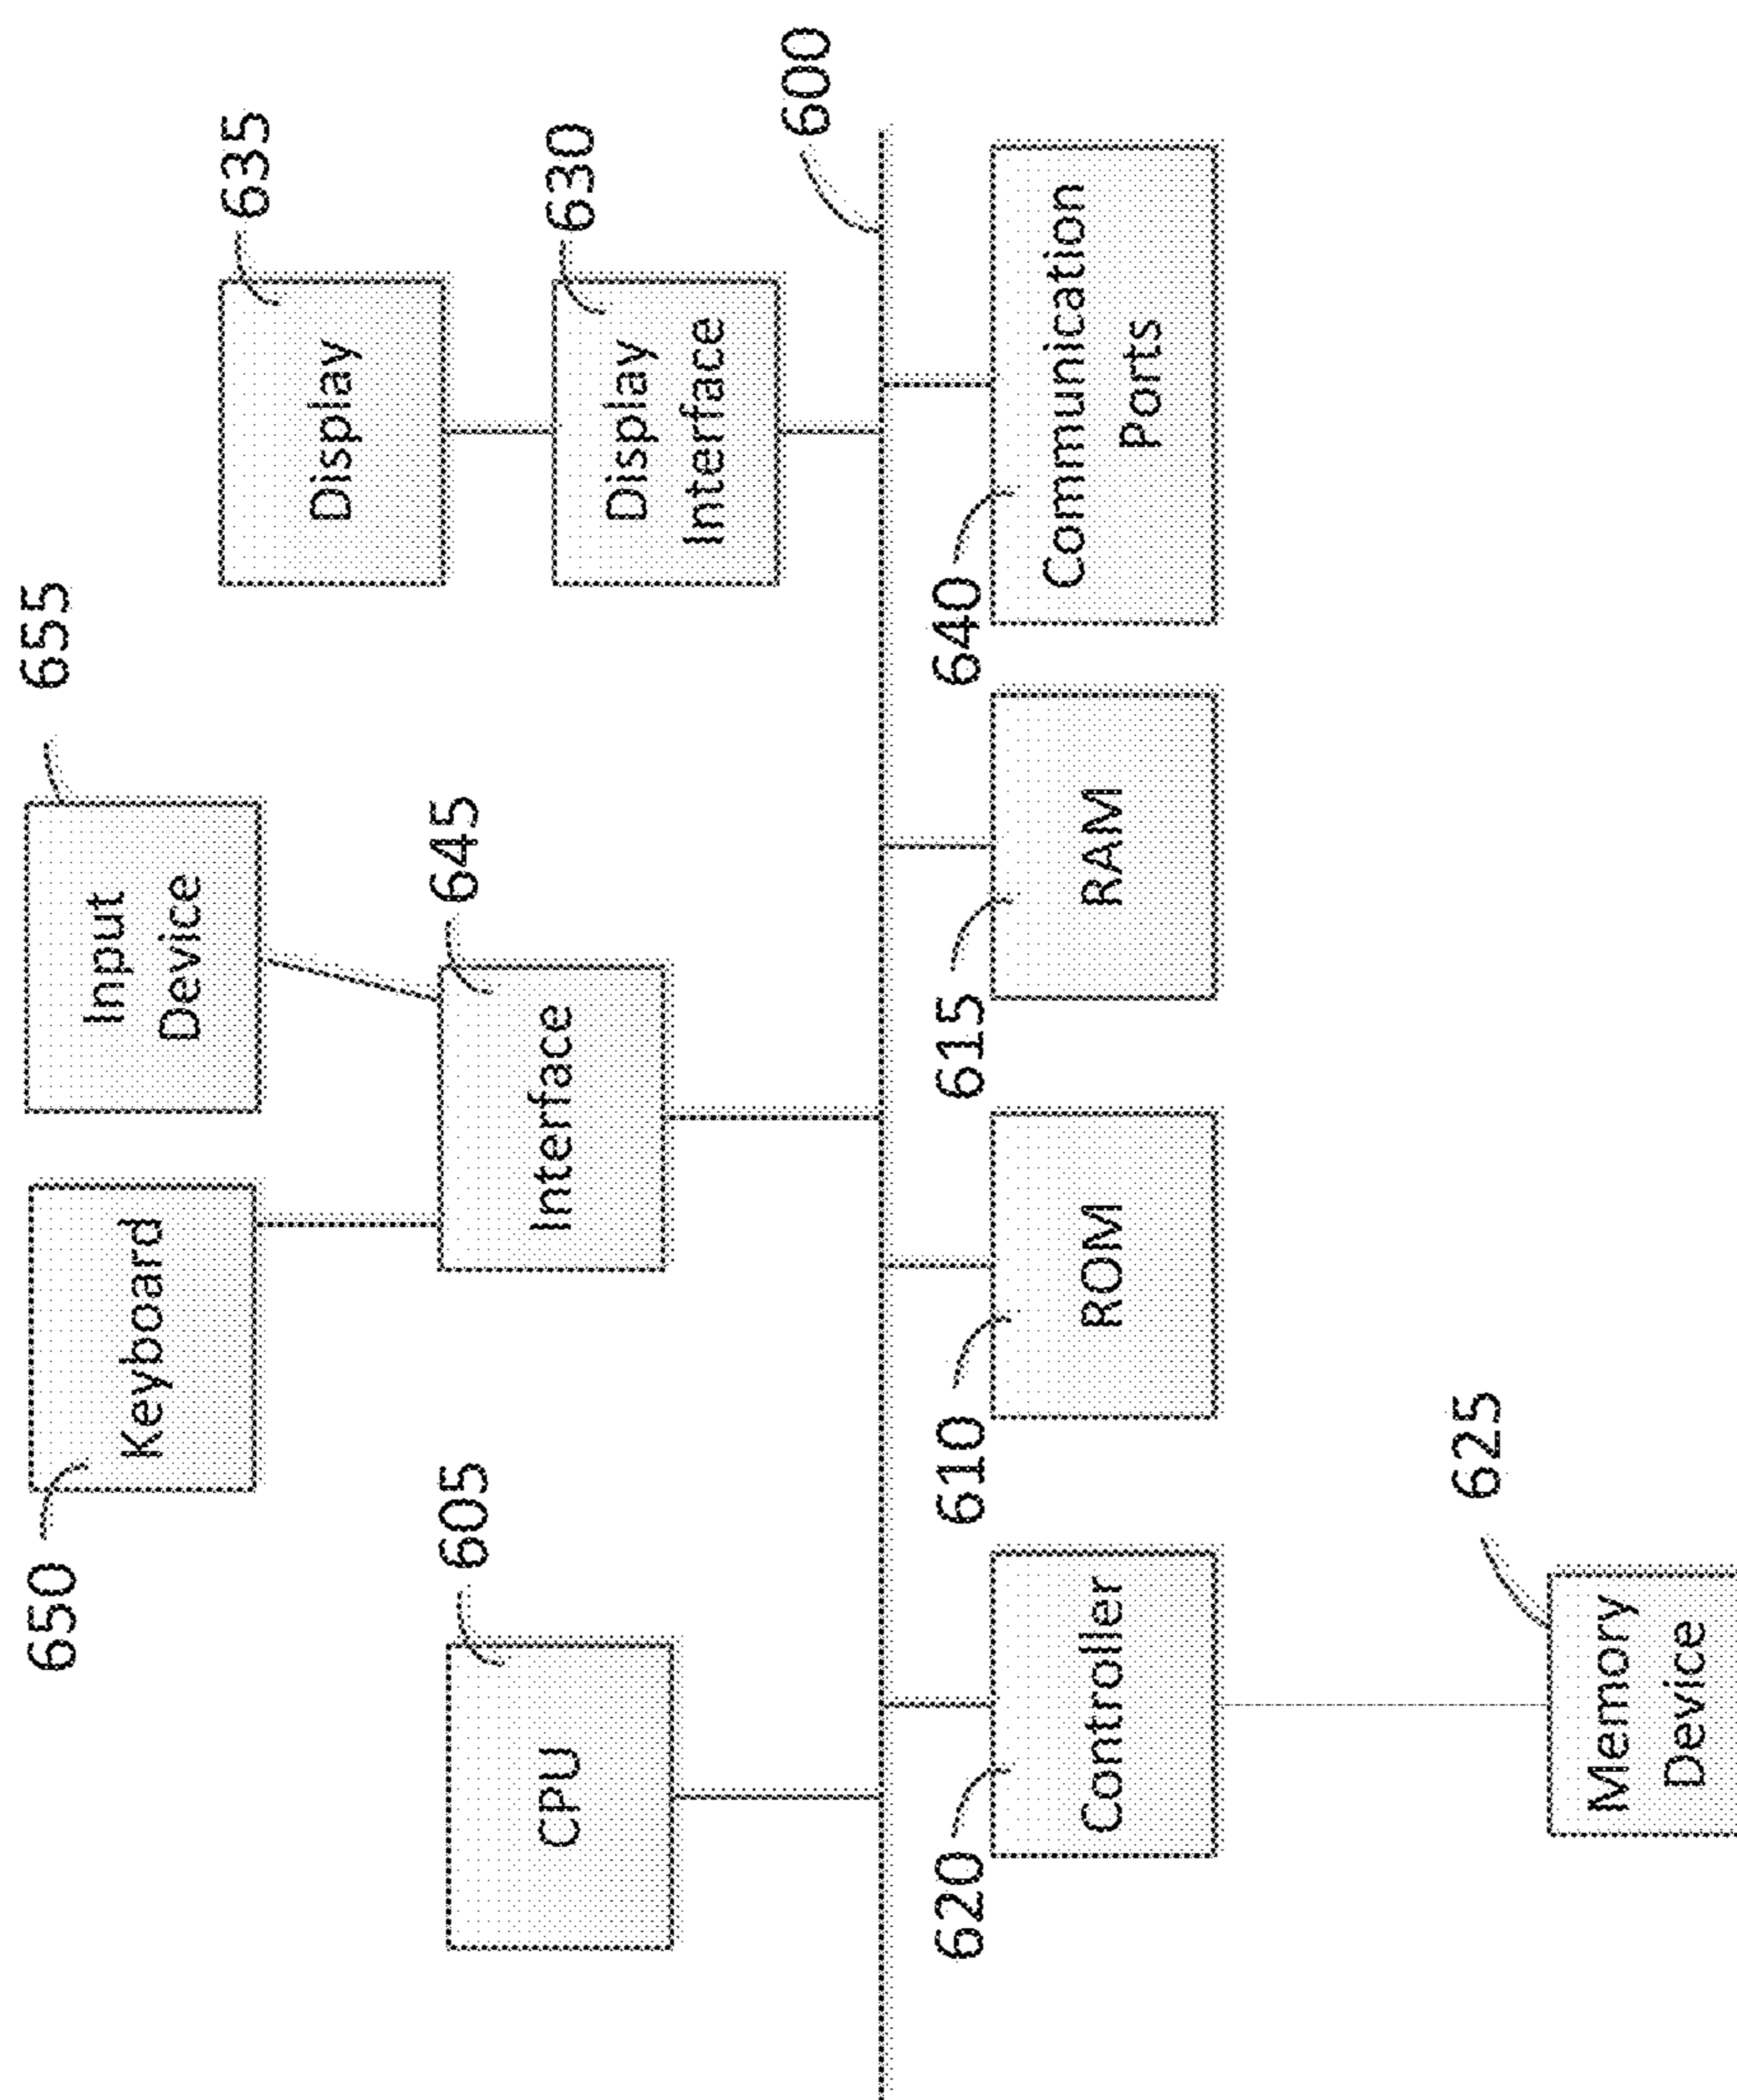 650
Keyboard
Input
Device
655
605
CPU
Interface
645
Display
635
Display
Interface
630
600
620
Controller
610
ROM
615
RAM
640
Communication
Ports
625
Memory
Device